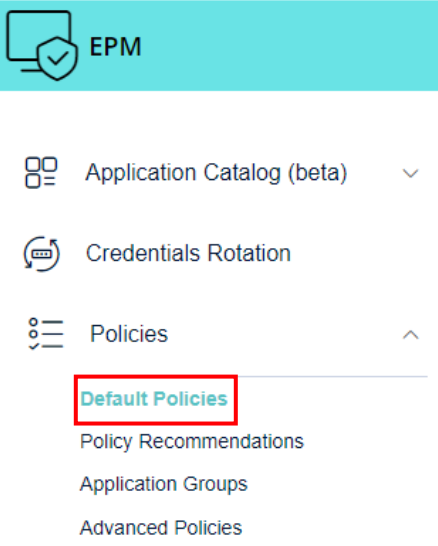 EPM
Application Catalog (beta)
Credentials Rotation
Policies
Default Policies
Policy Recommendations
Application Groups
Advanced Policies